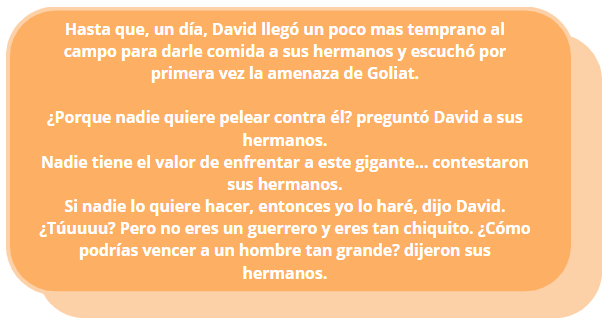 Hasta que, un día, David llegó un poco mas temprano al
campo para darle comida a sus hermanos y escuchó por
primera vez la amenaza de Goliat.
¿Porque nadie quiere pelear contra él? preguntó David a sus
hermanos.
Nadie tiene el valor de enfrentar a este gigante... contestaron
sus hermanos.
Si nadie lo quiere hacer, entonces yo lo haré, dijo David.
¿Túuuuu? Pero no eres un guerrero y eres tan chiquito. ¿Cómo
podrías vencer a un hombre tan grande? dijeron sus
hermanos.